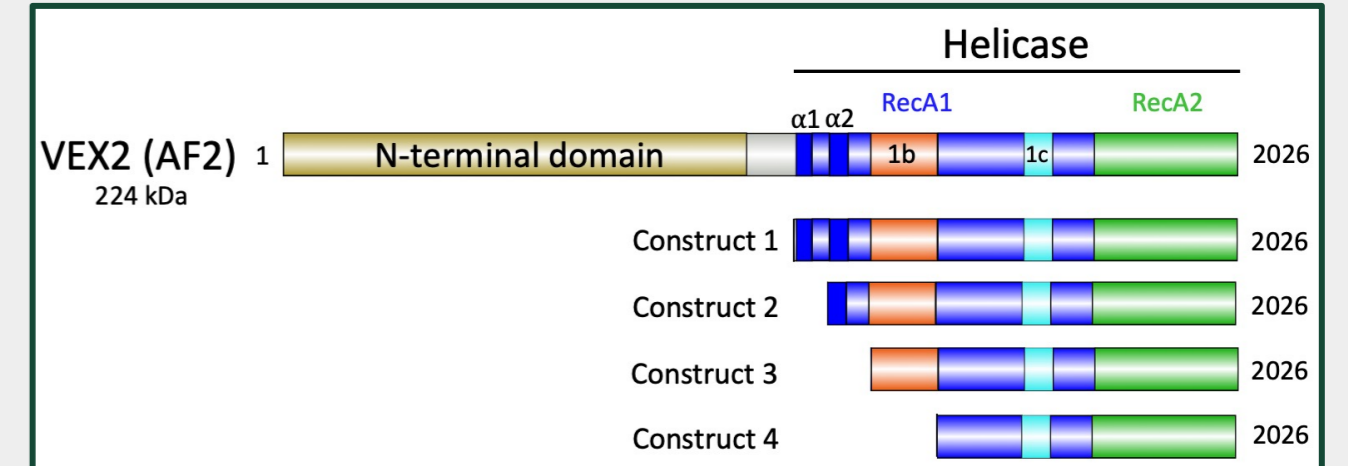 Helicase
RecA1 RecA2
α1 α2
VEX2 (AF2) 1 N-terminal domain 1b 1c 2026
224 kDa
Construct 1 2026
Construct 2 2026
Construct 3 2026
Construct 4 2026